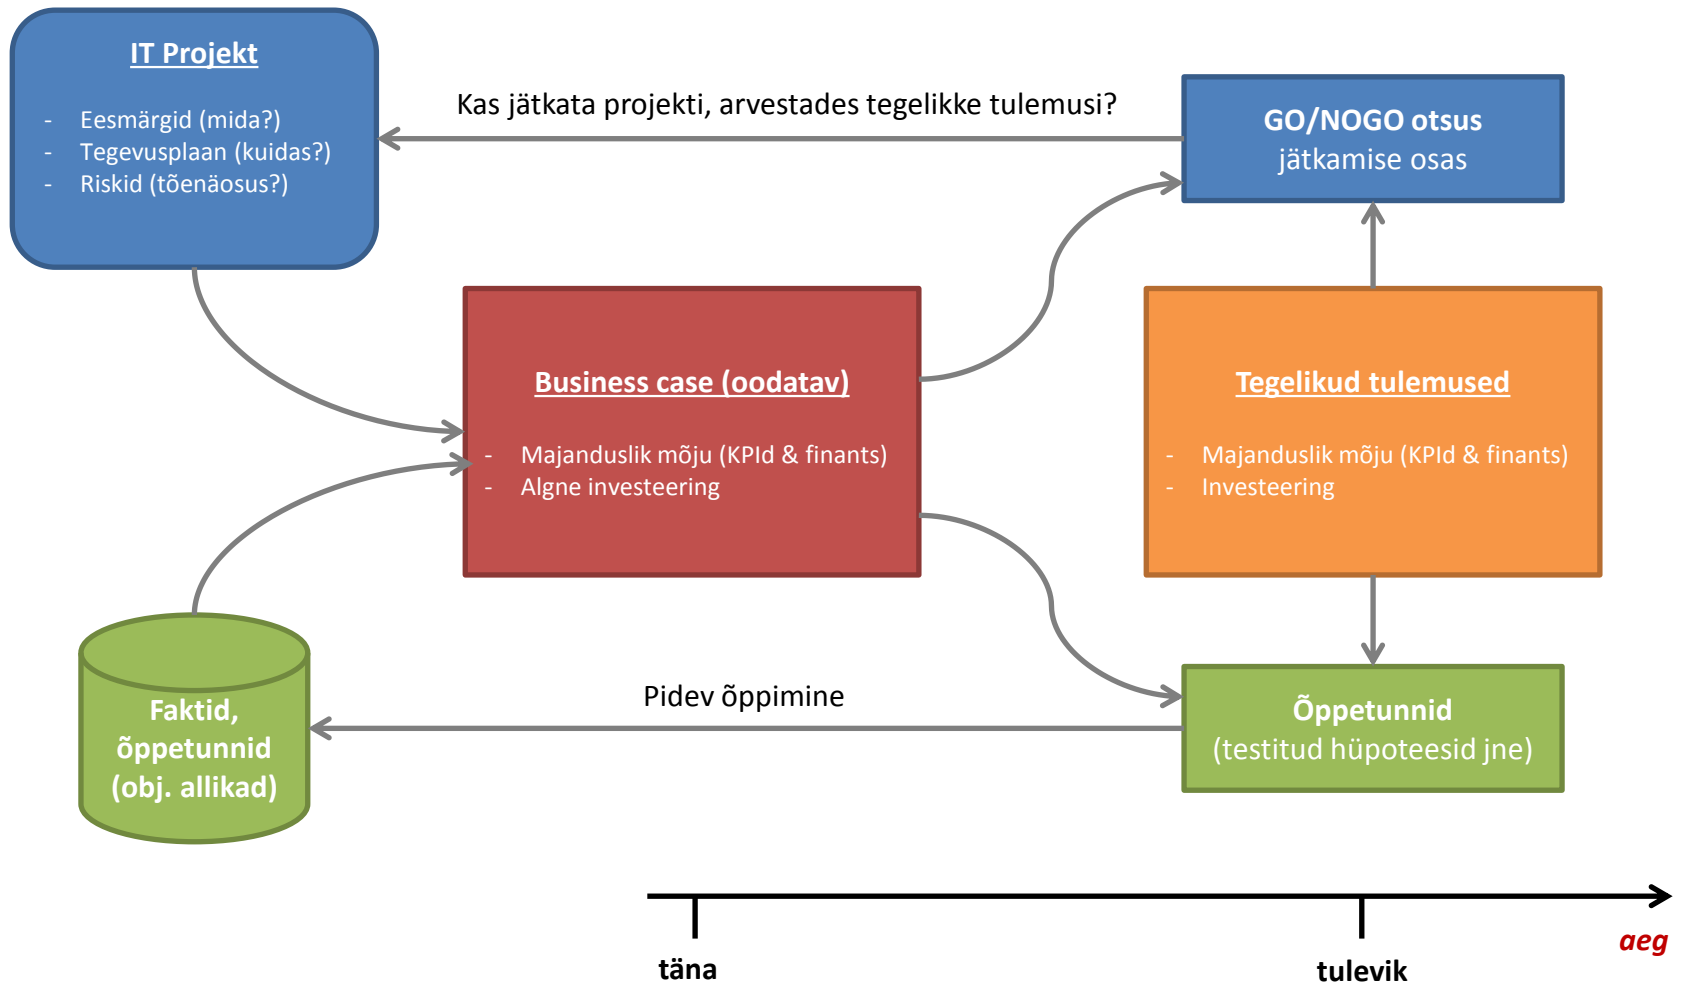 IT Projekt
- Eesmärgid (mida?)
- Tegevusplaan (kuidas?)
- Riskid (tõenäosus?)
Kas jätkata projekti, arvestades tegelikke tulemusi?
GO/NOGO otsus
jätkamise osas
Business case (oodatav)
- Majanduslik mõju (KPId & finants)
- Algne investeering
Tegelikud tulemused
- Majanduslik mõju (KPId & finants)
- Investeering
Faktid,
õppetunnid
(obj. allikad)
Pidev õppimine
Õppetunnid
(testitud hüpoteesid jne)
täna
tulevik
aeg